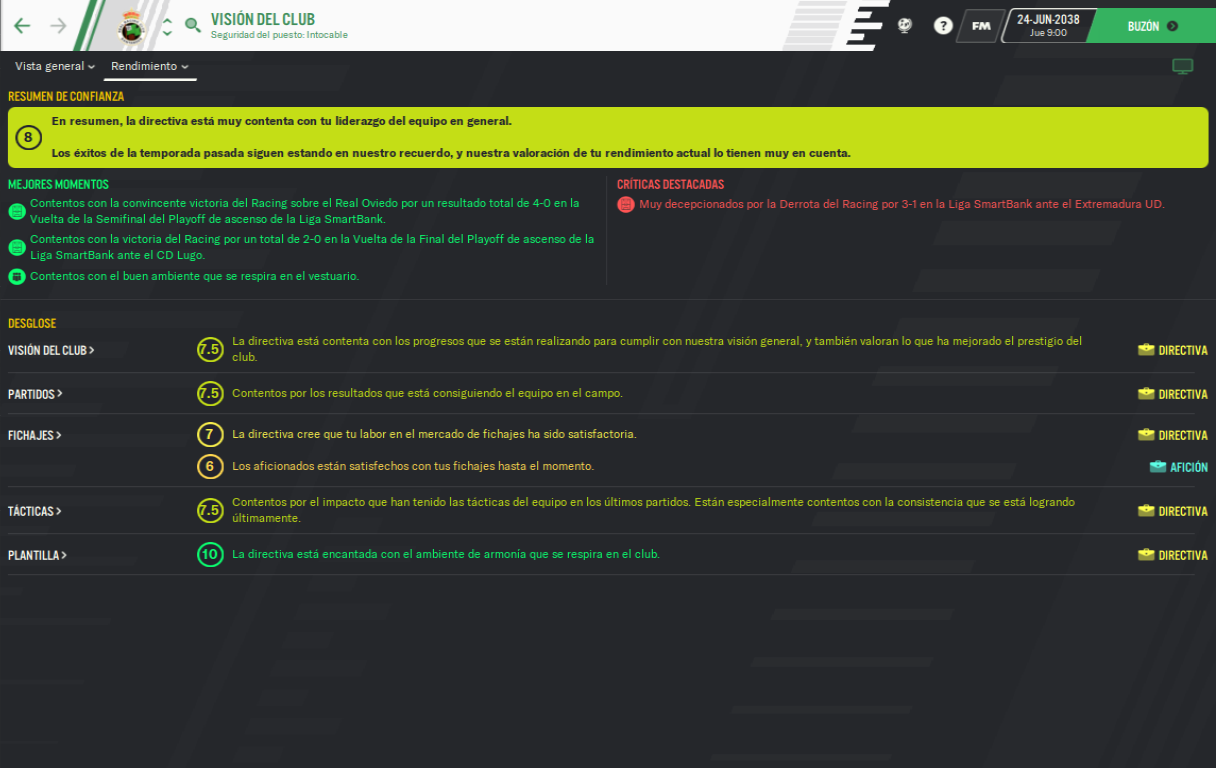 VISIÓN DEL CLUB
Seguridad del puesto: Intocable
?
FM
24-JUN-2038
Jue 9:00
BUZÓN
Vista general
Rendimiento
RESUMEN DE CONFIANZA
8
En resumen, la directiva está muy contenta con tu liderazgo del equipo en general.
Los éxitos de la temporada pasada siguen estando en nuestro recuerdo, y nuestra valoración de tu rendimiento actual lo tienen muy en cuenta.
MEJORES MOMENTOS
Contentos con la convincente victoria del Racing sobre el Real Oviedo por un resultado total de 4-0 en la
Vuelta de la Semifinal del Playoff de ascenso de la Liga SmartBank.
Contentos con la victoria del Racing por un total de 2-0 en la Vuelta de la Final del Playoff de ascenso de la
Liga SmartBank ante el CD Lugo.
Contentos con el buen ambiente que se respira en el vestuario.
CRÍTICAS DESTACADAS
Muy decepcionados por la Derrota del Racing por 3-1 en la Liga SmartBank ante el Extremadura UD.
DESGLOSE
VISIÓN DEL CLUB >
7.5
La directiva está contenta con los progresos que se están realizando para cumplir con nuestra visión general, y también valoran lo que ha mejorado el prestigio del
club.
DIRECTIVA
PARTIDOS >
7.5
Contentos por los resultados que está consiguiendo el equipo en el campo.
DIRECTIVA
FICHAJES >
7
La directiva cree que tu labor en el mercado de fichajes ha sido satisfactoria.
DIRECTIVA
6
Los aficionados están satisfechos con tus fichajes hasta el momento.
AFICIÓN
TÁCTICAS >
7.5
Contentos por el impacto que han tenido las tácticas del equipo en los últimos partidos. Están especialmente contentos con la consistencia que se está logrando
últimamente.
DIRECTIVA
PLANTILLA >
10
La directiva está encantada con el ambiente de armonía que se respira en el club.
DIRECTIVA